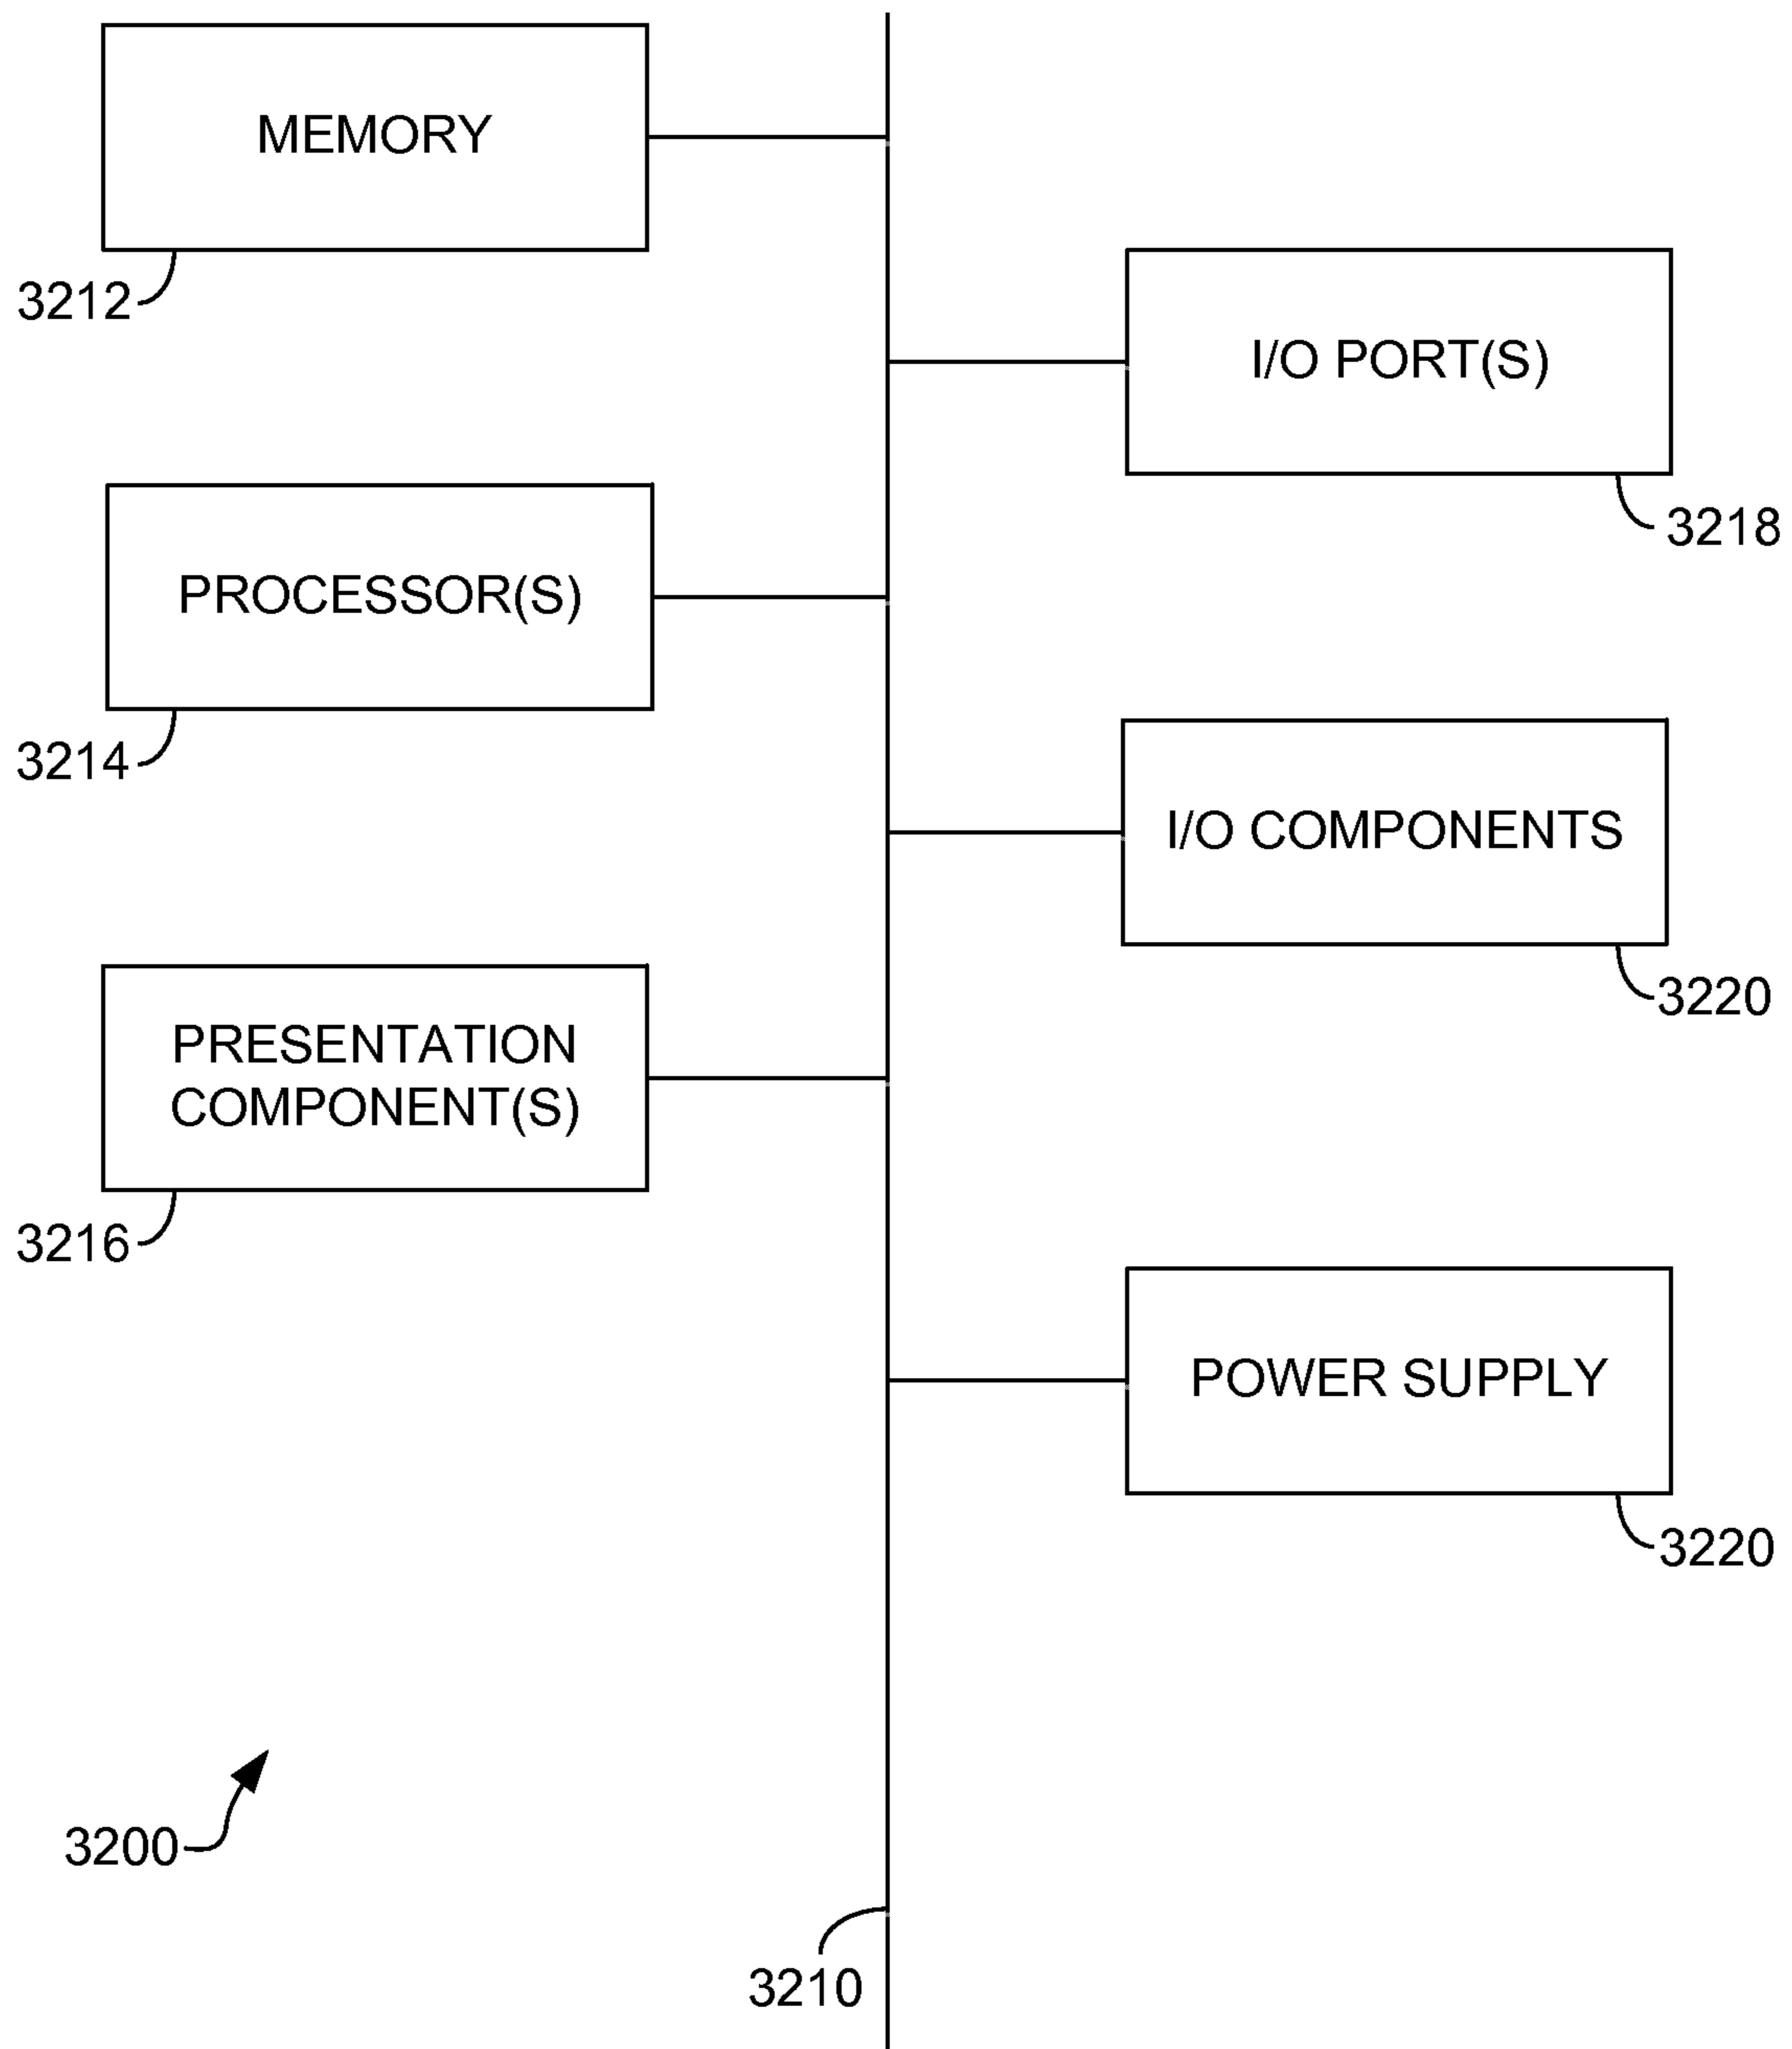 MEMORY
3212
I/O PORT(S)
3218
PROCESSOR(S)
3214
I/O COMPONENTS
3220
PRESENTATION
COMPONENT(S)
3216
POWER SUPPLY
3220
3200
3210